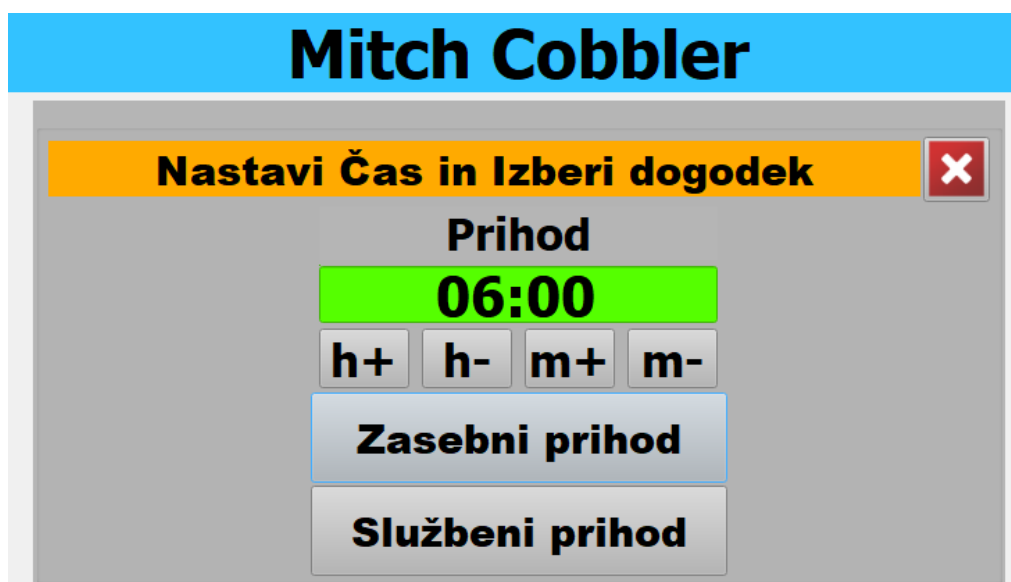 Mitch Cobbler
Nastavi Čas in Izberi dogodek
Prihod
06:00
h+ h- m+ m-
Zasebni prihod
Službeni prihod